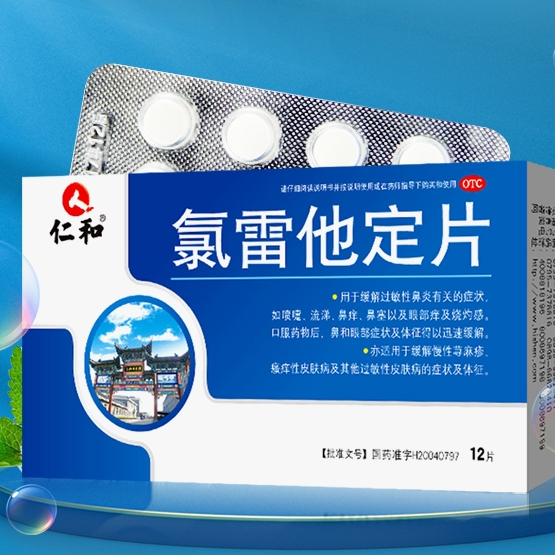 请仔细阅读说明书并按说明使用或在药师指导下购买和使用
OTC
仁和®
氯雷他定片
●用于缓解过敏性鼻炎有关的症状,
如喷嚏、流涕、鼻痒、鼻塞以及眼部痒及烧灼感。
口服药物后,鼻和眼部症状及体征得以迅速缓解。
●亦适用于缓解慢性荨麻疹、
瘙痒性皮肤病及其他过敏性皮肤病的症状及体征。
【批准文号】国药准字H20040797
12片